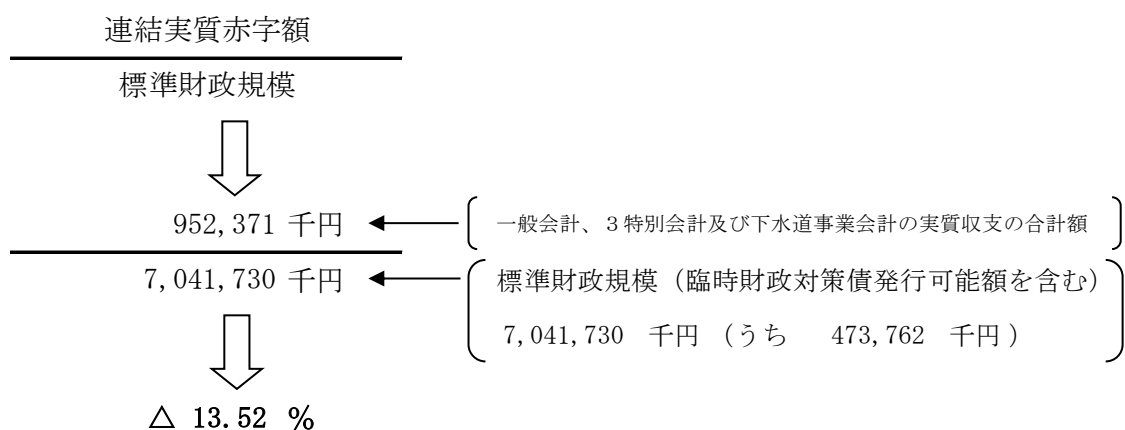 連結実質赤字額
標準財政規模
952,371 千円
一般会計、3特別会計及び下水道事業会計の実質収支の合計額
7,041,730 千円
標準財政規模（臨時財政対策債発行可能額を含む）
7,041,730 千円 （うち 473,762 千円）
△ 13.52 %